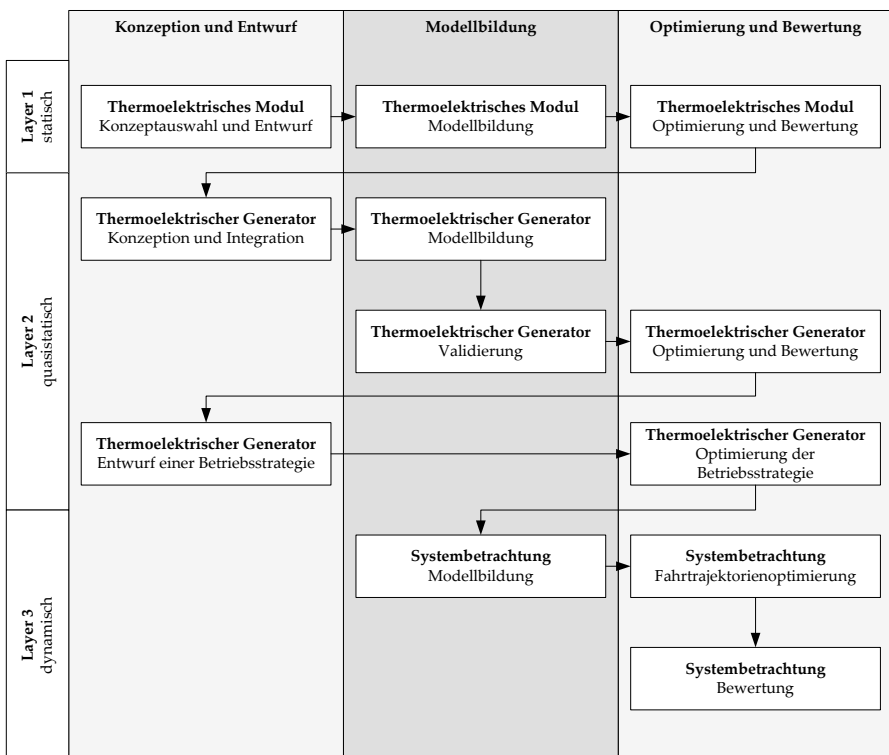 Konzeption und Entwurf
Modellbildung
Optimierung und Bewertung
Layer 1
statisch
Thermoelektrisches Modul
Konzeptauswahl und Entwurf
Thermoelektrisches Modul
Modellbildung
Thermoelektrisches Modul
Optimierung und Bewertung
Layer 2
quasistatisch
Thermoelektrischer Generator
Konzeption und Integration
Thermoelektrischer Generator
Modellbildung
Thermoelektrischer Generator
Validierung
Thermoelektrischer Generator
Optimierung und Bewertung
Thermoelektrischer Generator
Entwurf einer Betriebsstrategie
Thermoelektrischer Generator
Optimierung der
Betriebsstrategie
Layer 3
dynamisch
Systembetrachtung
Modellbildung
Systembetrachtung
Fahrtrajektorienoptimierung
Systembetrachtung
Bewertung